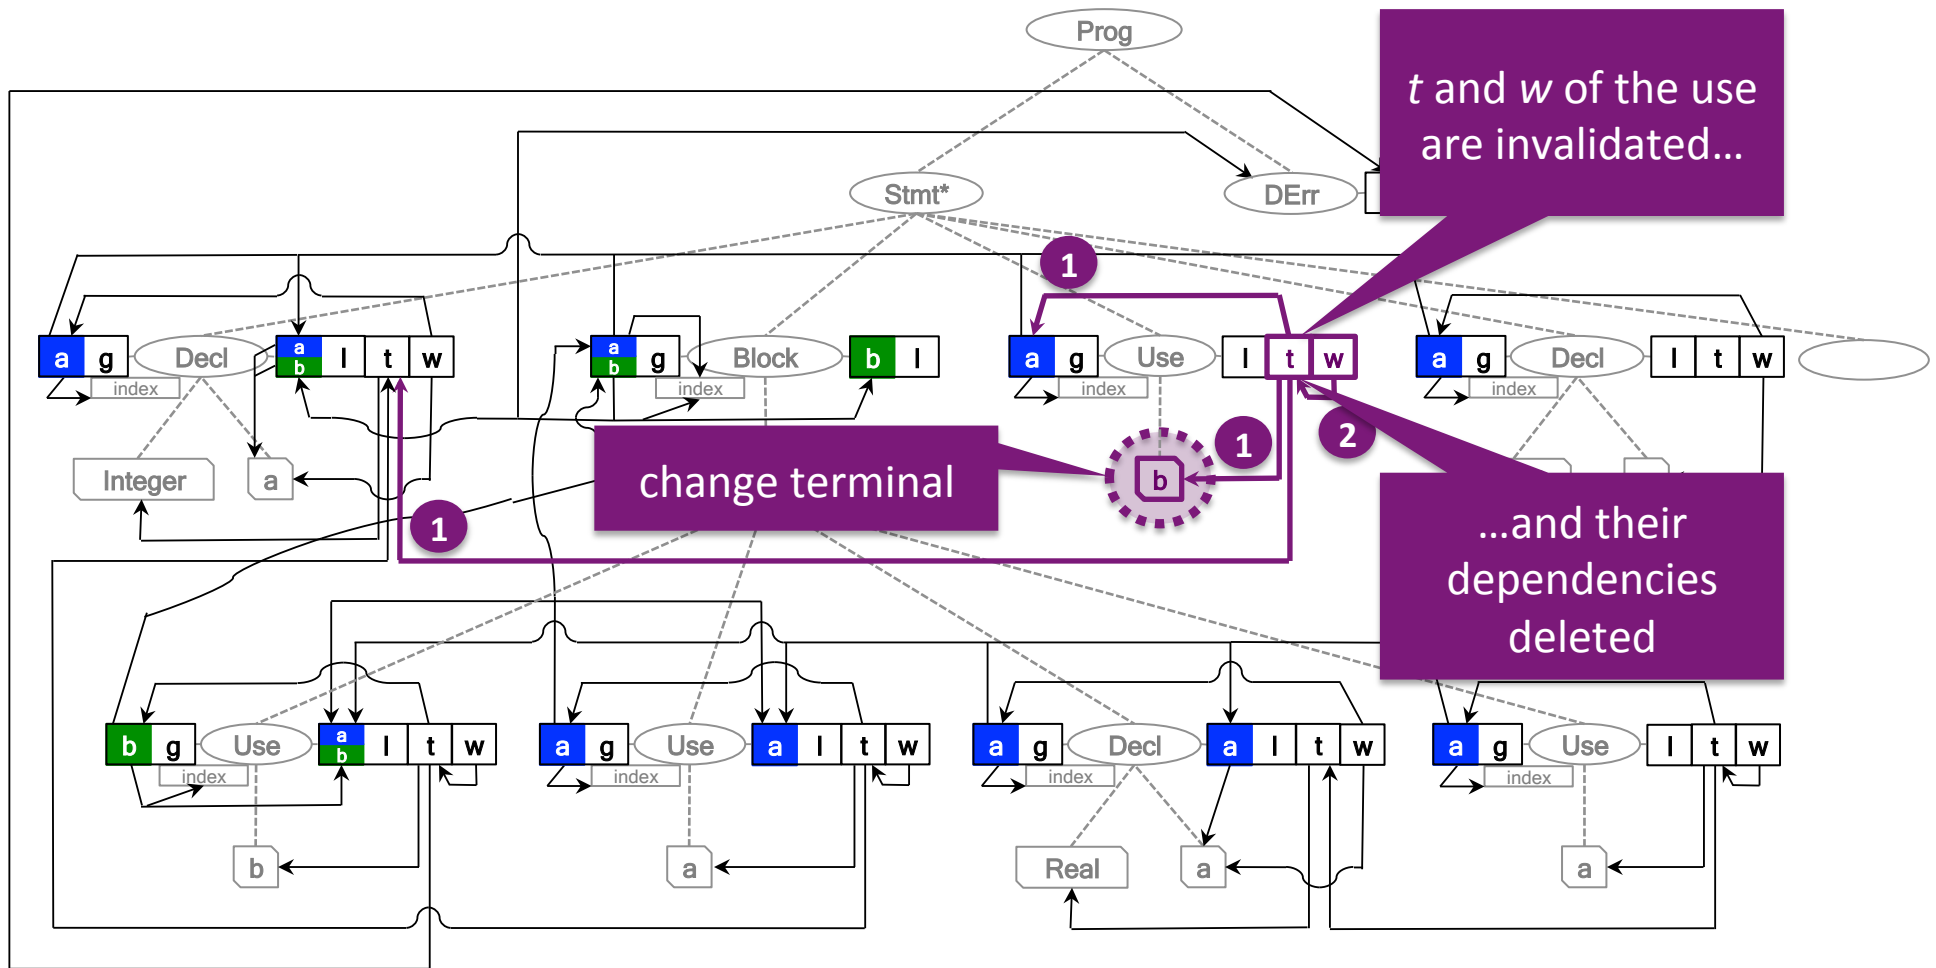 Prog
t and w of the use
are invalidated...
Stmt*
DErr
1
a g Decl a b l t w
a b g Block b l
a g Use l t w
a g Decl l t w
index
index
index
index
1
2
Integer
a
change terminal
b
1
...and their
dependencies
deleted
b g Use a b l t w
a g Use a l t w
a g Decl a l t w
a g Use l t w
index
index
index
index
b
a
Real
a
a